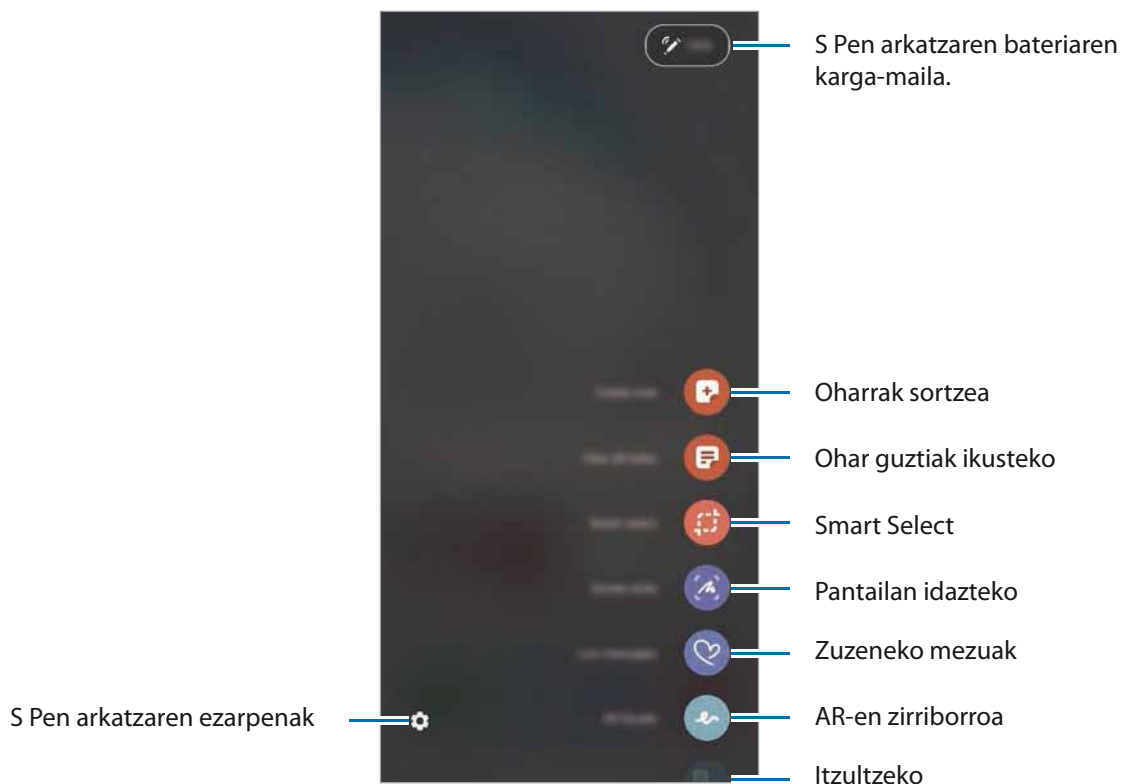 S Pen arkatzaren bateriaren
karga-maila.
Oharrak sortzea
Ohar guztiak ikusteko
Smart Select
Pantailan idazteko
Zuzeneko mezuak
S Pen arkatzaren ezarpenak
AR-en zirriborroa
Itzultzeko